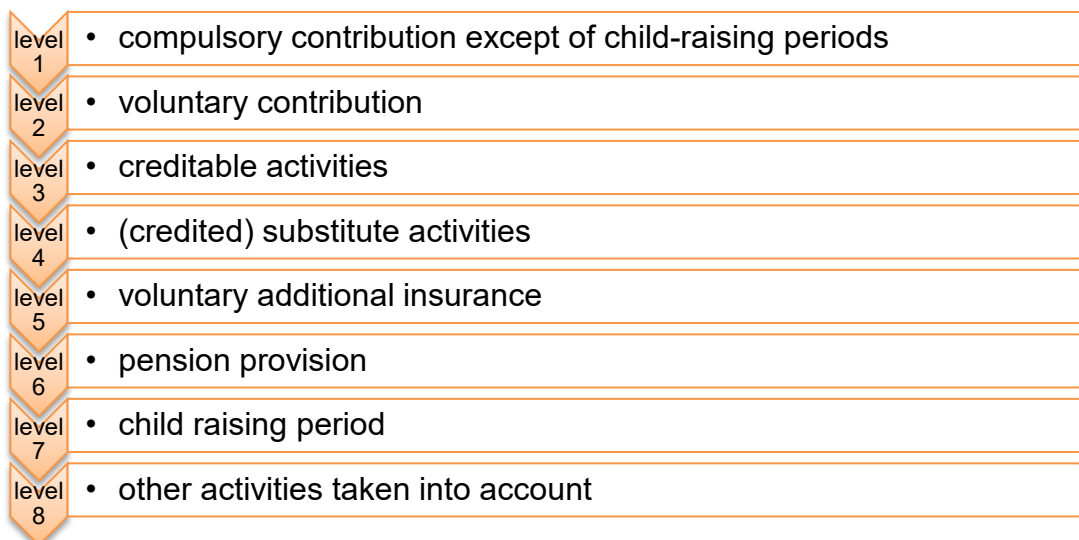 level
1
• compulsory contribution except of child-raising periods
level
2
• voluntary contribution
level
3
• creditable activities
level
4
• (credited) substitute activities
level
5
• voluntary additional insurance
level
6
• pension provision
level
7
• child raising period
level
8
• other activities taken into account